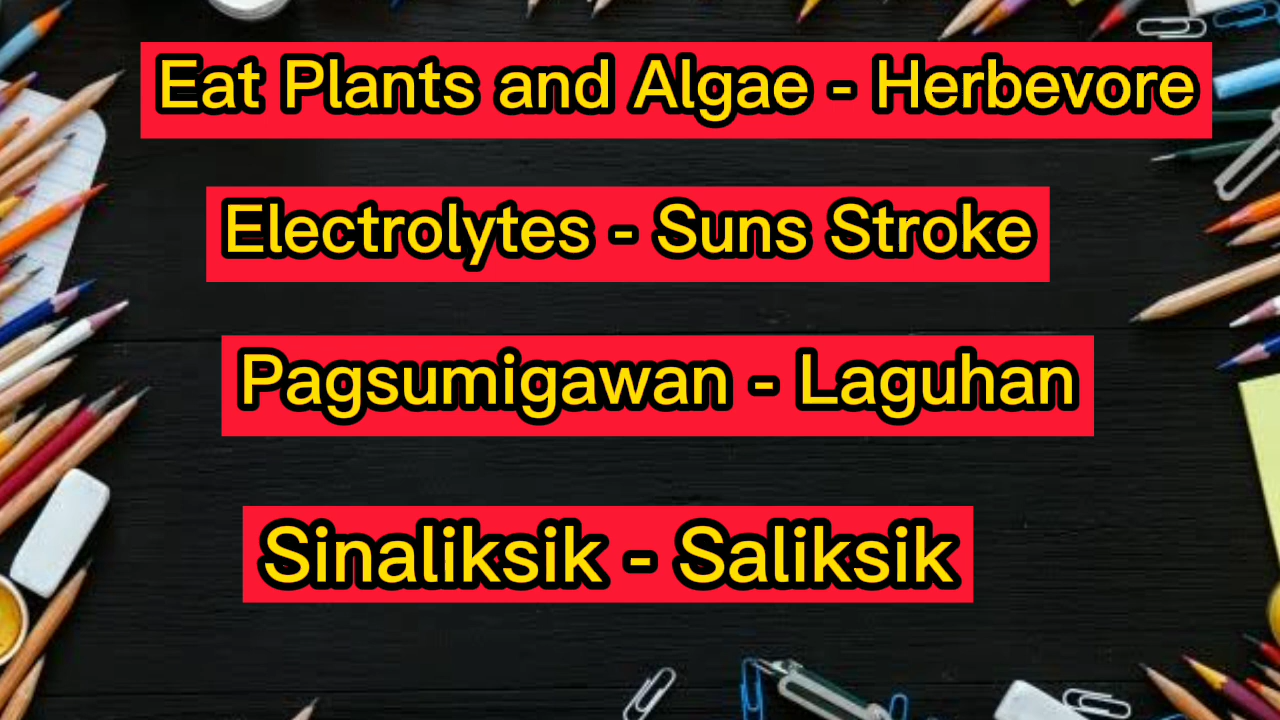 Eat Plants and Algae - Herbevore
Electrolytes - Suns Stroke
Pagsumigawan - Laguhan
Sinaliksik - Saliksik